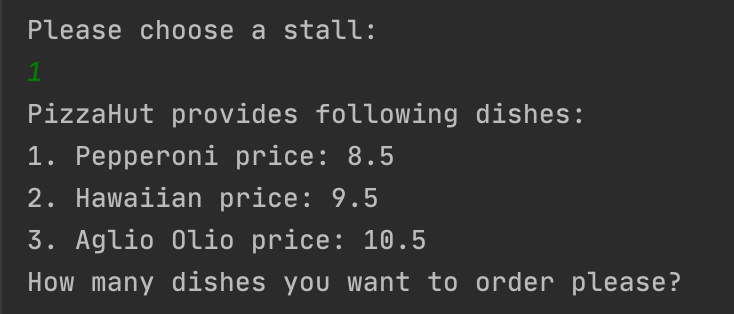 Please choose a stall:
1
PizzaHut provides following dishes:
1. Pepperoni price: 8.5
2. Hawaiian price: 9.5
3. Aglio Olio price: 10.5
How many dishes you want to order please?